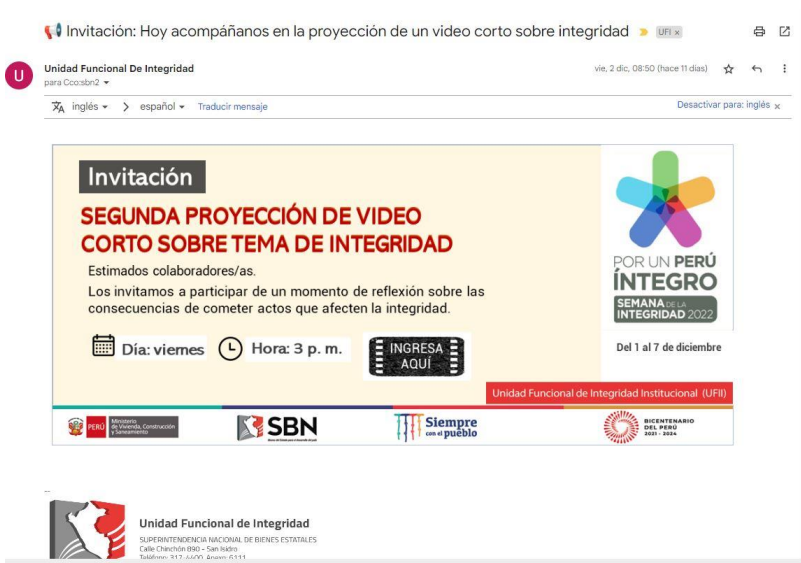 Invitación: Hoy acompáñanos en la proyección de un video corto sobre integridad UFI x
U
Unidad Funcional De Integridad
vie, 2 dic, 08:50 (hace 11 días)
para Cco:sbn2
inglés > español Traducir mensaje
Desactivar para: inglés x
Invitación
SEGUNDA PROYECCIÓN DE VIDEO
CORTO SOBRE TEMA DE INTEGRIDAD
Estimados colaboradores/as.
Los invitamos a participar de un momento de reflexión sobre las
consecuencias de cometer actos que afecten la integridad.
Día: viernes Hora: 3 p. m.
INGRESA
AQUÍ
POR UN PERÚ
ÍNTEGRO
SEMANA DE LA
INTEGRIDAD 2022
Del 1 al 7 de diciembre
Unidad Funcional de Integridad Institucional (UFII)
PERÚ
Ministerio
de Vivienda, Construcción
y Saneamiento
SBN
Siempre
con el pueblo
BICENTENARIO
DEL PERÚ
2021 - 2024
--
Unidad Funcional de Integridad
SUPERINTENDENCIA NACIONAL DE BIENES ESTATALES
Calle Chinchón 890 – San Isidro
Teléfono: 317-4400 Anexo: 6111